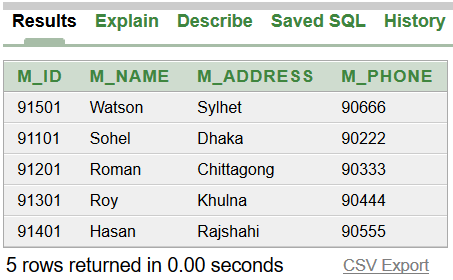 Results Explain Describe Saved SQL History
M_ID M_NAME M_ADDRESS M_PHONE
91501 Watson Sylhet 90666
91101 Sohel Dhaka 90222
91201 Roman Chittagong 90333
91301 Roy Khulna 90444
91401 Hasan Rajshahi 90555
5 rows returned in 0.00 seconds CSV Export